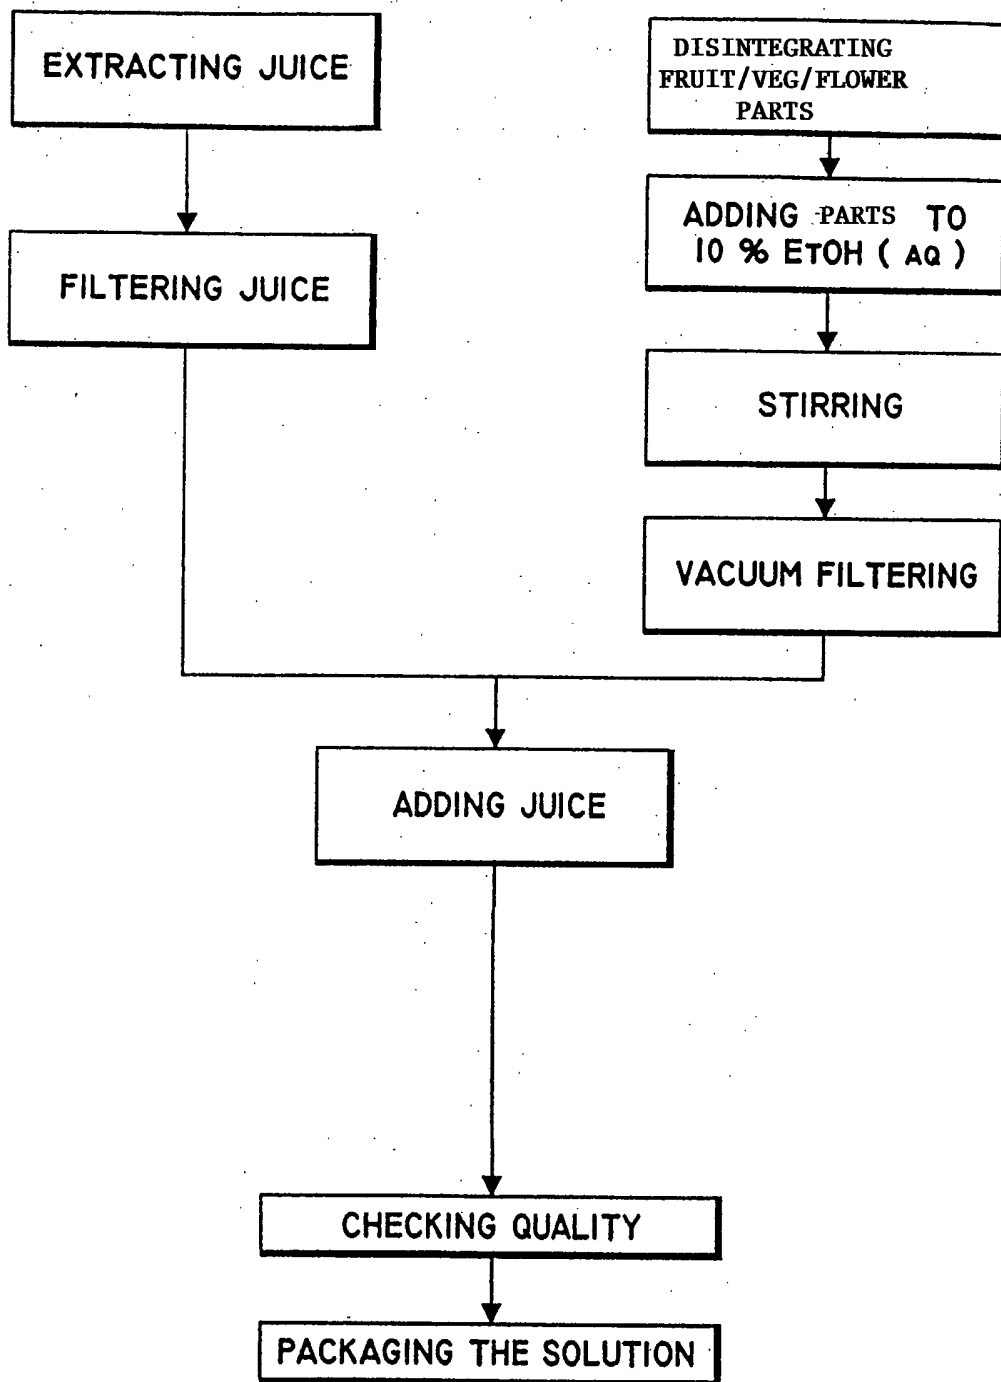 EXTRACTING JUICE
FILTERING JUICE
DISINTEGRATING
FRUIT/VEG/FLOWER
PARTS
ADDING PARTS TO
10 % ETOH ( AQ )
STIRRING
VACUUM FILTERING
ADDING JUICE
CHECKING QUALITY
PACKAGING THE SOLUTION